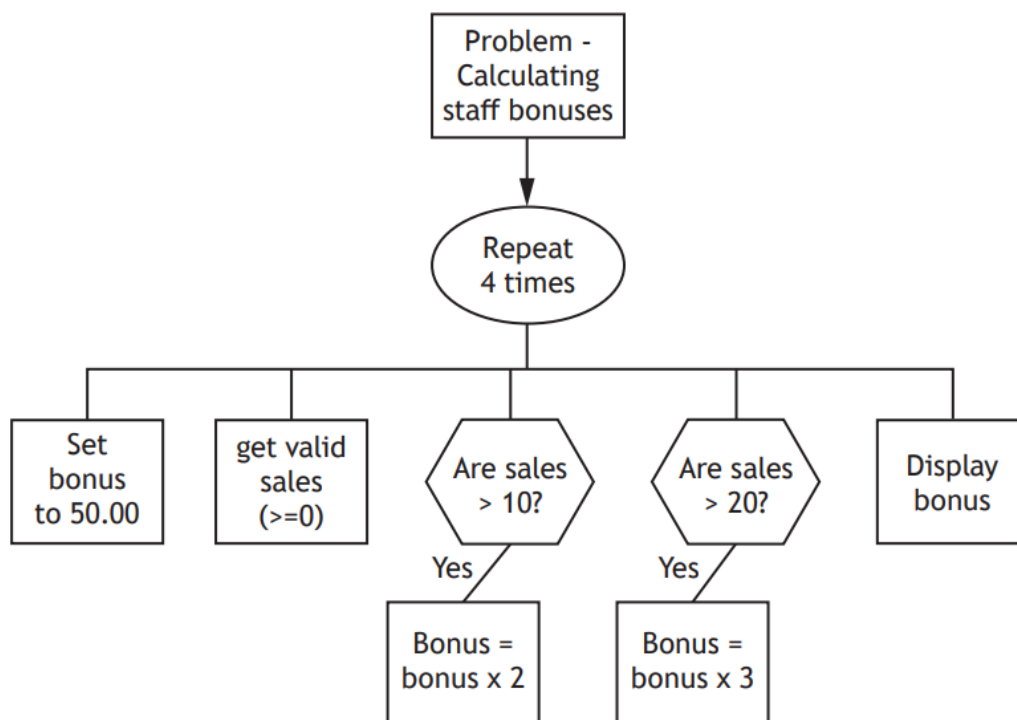 Problem -
Calculating
staff bonuses
Repeat
4 times
Set
bonus
to 50.00
get valid
sales
(>=0)
Are sales
> 10?
Yes
Bonus =
bonus x 2
Are sales
> 20?
Yes
Bonus =
bonus x 3
Display
bonus